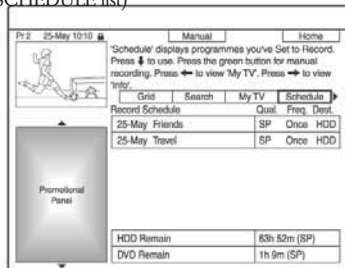 SCHEDULE list)
Pr 2 25-May 10:10
Manual Home
'Schedule' displays programmes you've Set to Record.
Press ⬇ to use. Press the green button for manual
recording. Press ⬅ to view 'My TV'. Press ➡ to view
'Info'.
Grid Search My TV Schedule
Record Schedule Qual. Freq. Dest.
25-May Friends SP Once HDD
25-May Travel SP Once HDD
Promotional
Panel
HDD Remain 63h 52m (SP)
DVD Remain 1h 9m (SP)